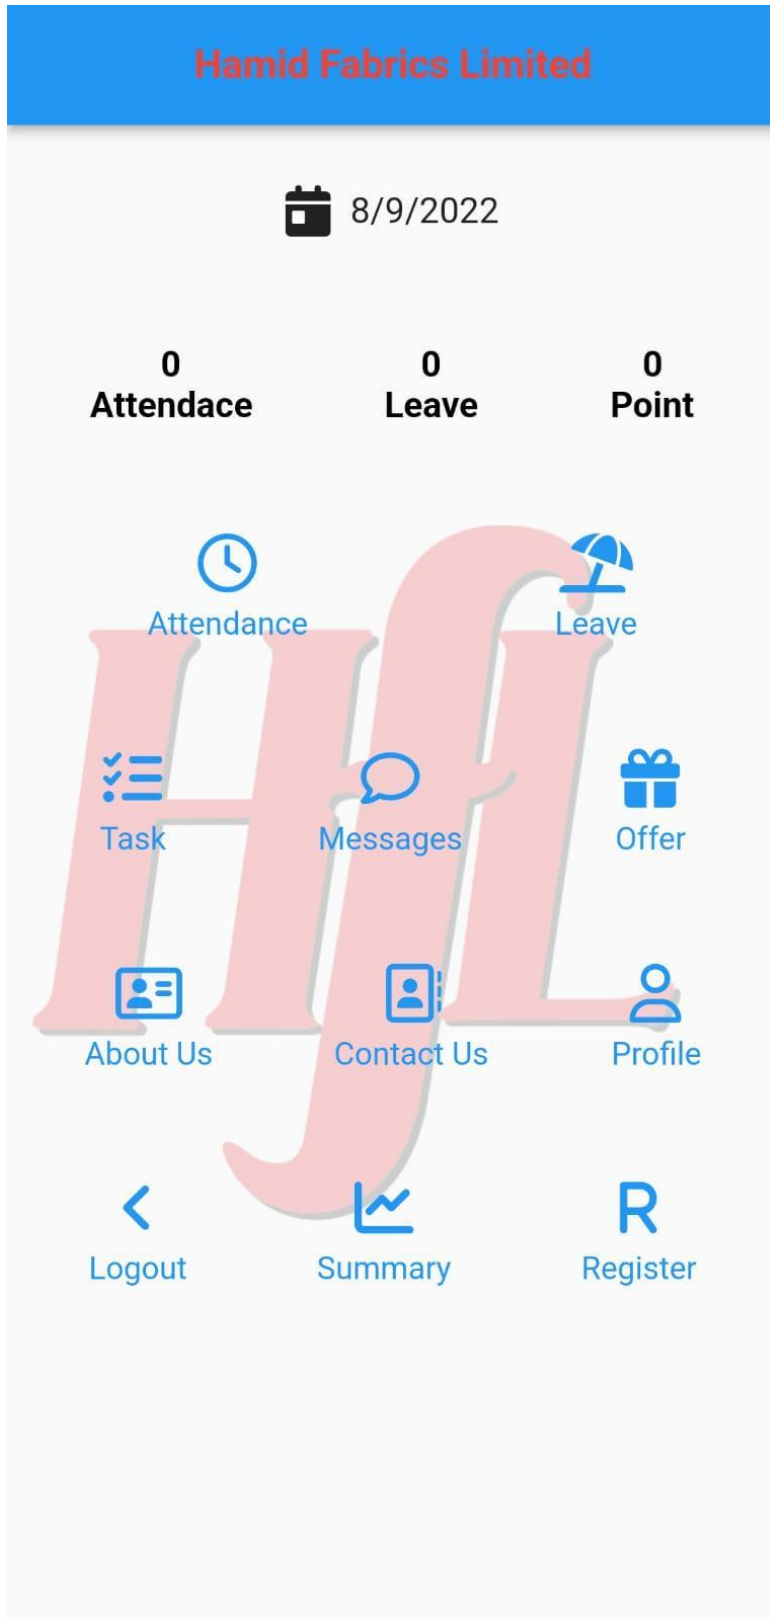 Hamid Fabrics Limited
8/9/2022
0 0 0
Attendace Leave Point
Attendance Leave
Task Messages Offer
About Us Contact Us Profile
R
Logout Summary Register
HfL